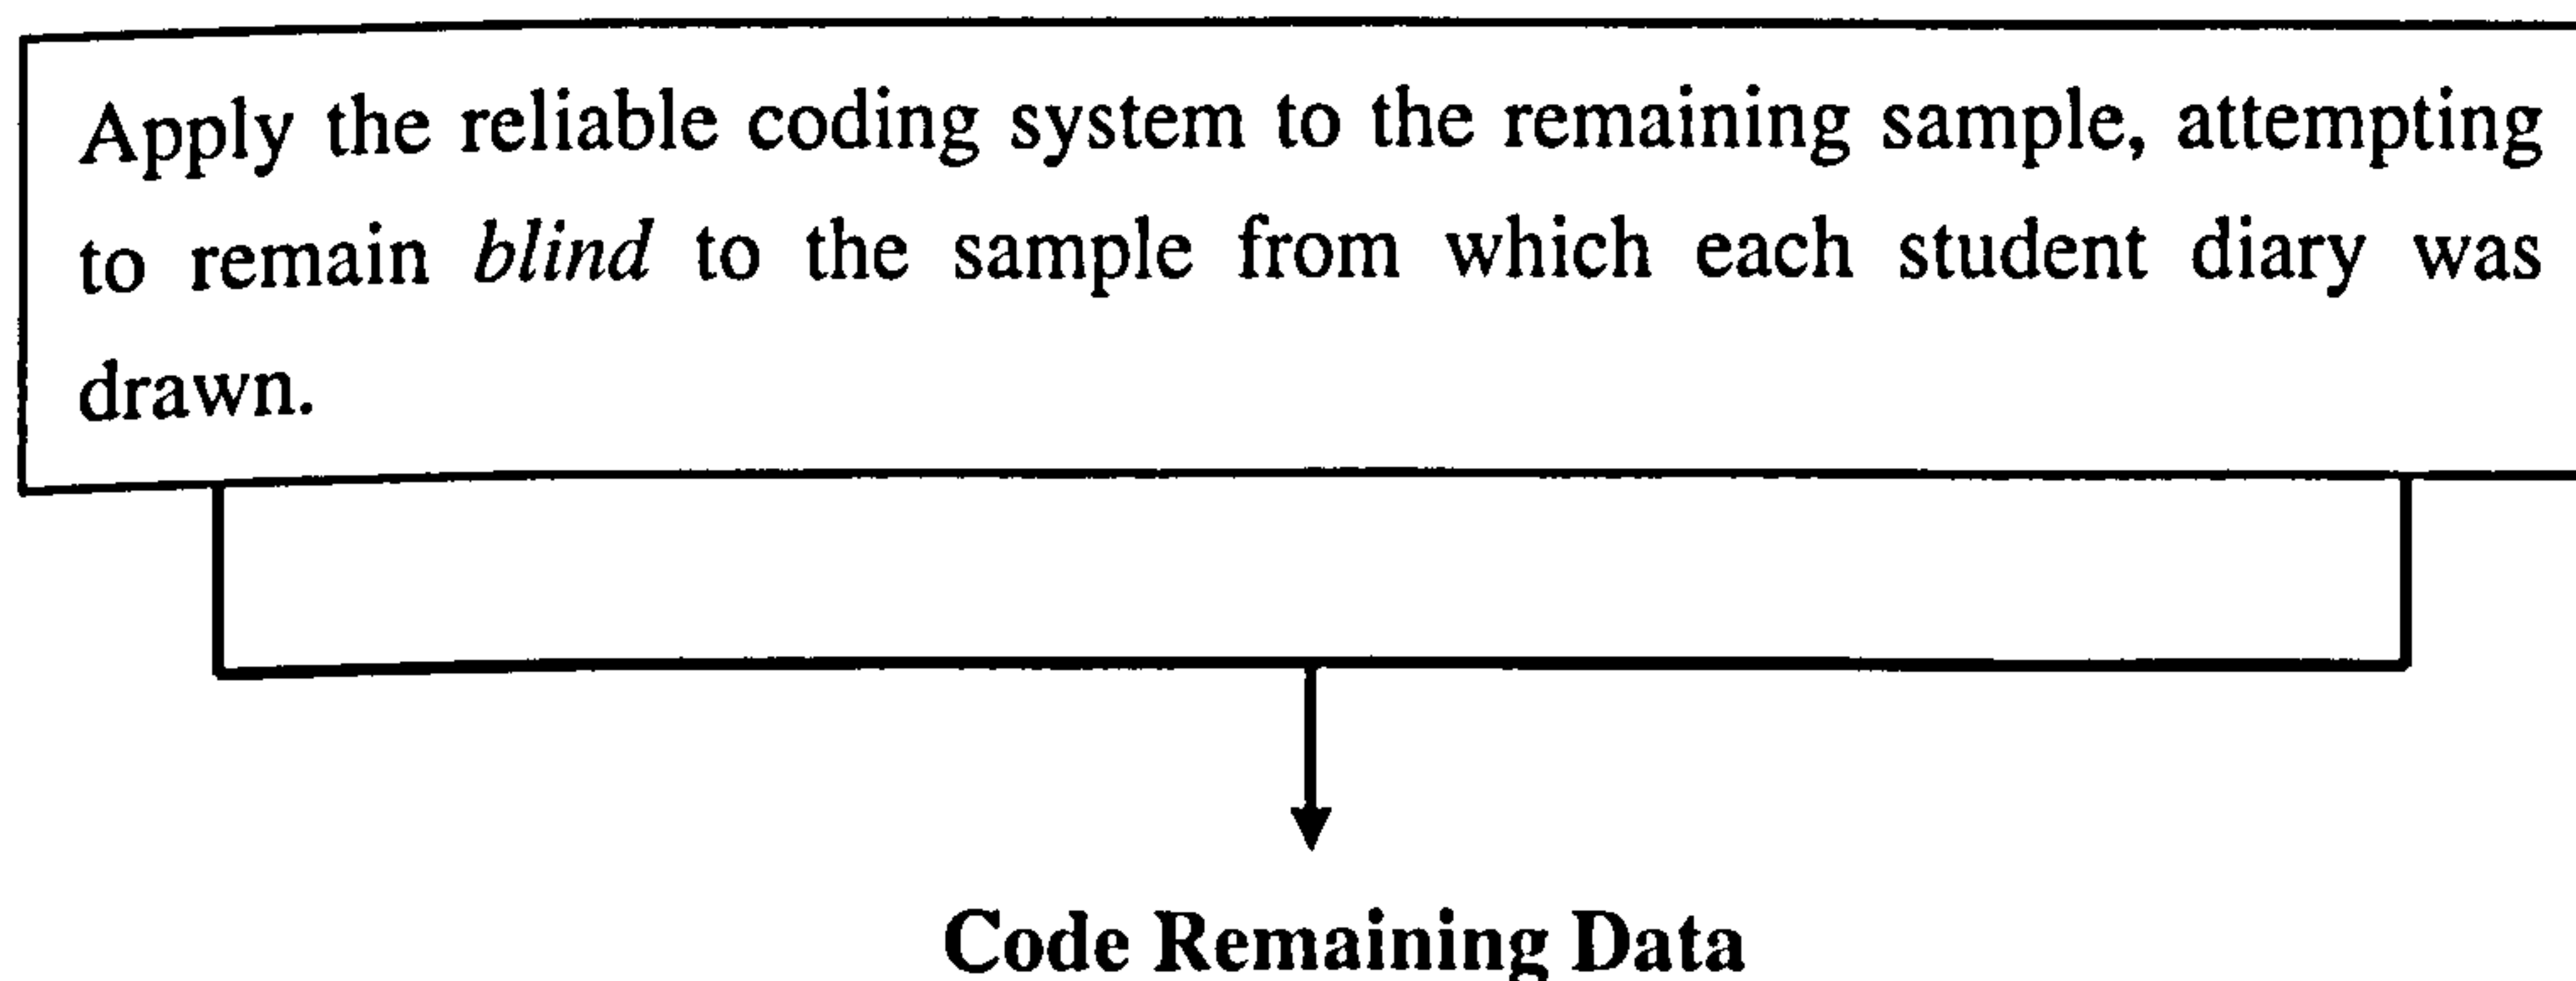 Apply the reliable coding system to the remaining sample, attempting
to remain blind to the sample from which each student diary was
drawn.
Code Remaining Data